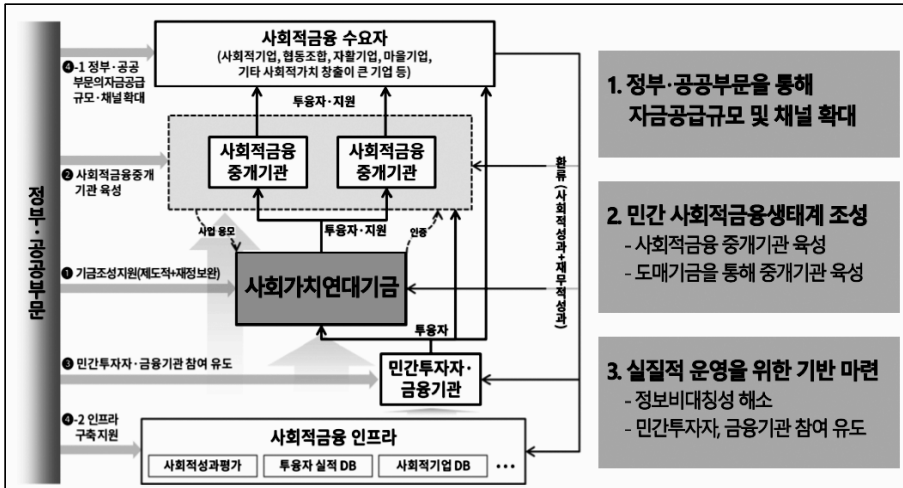 정부·공공부문
❹-1 정부·공공
부문의자금공급
규모·채널 확대
❷ 사회적금융중개
기관 육성
❶ 기금조성지원(제도적+재정보완)
❸ 민간투자자·금융기관 참여 유도
❹-2 인프라
구축 지원
사회적금융 수요자
(사회적기업, 협동조합, 자활기업, 마을기업,
기타 사회적가치 창출이 큰 기업 등)
투융자·지원
사회적금융
중개기관
사회적금융
중개기관
사업 응모
투융자·지원
인증
사회가치연대기금
투융자
민간투자자·
금융기관
환류 (사회적성과+재무적성과)
사회적금융 인프라
사회적성과평가
투융자 실적 DB
사회적기업 DB
•••
1. 정부·공공부문을 통해
자금공급규모 및 채널 확대
2. 민간 사회적금융생태계 조성
- 사회적금융 중개기관 육성
- 도매기금을 통해 중개기관 육성
3. 실질적 운영을 위한 기반 마련
- 정보비대칭성 해소
- 민간투자자, 금융기관 참여 유도